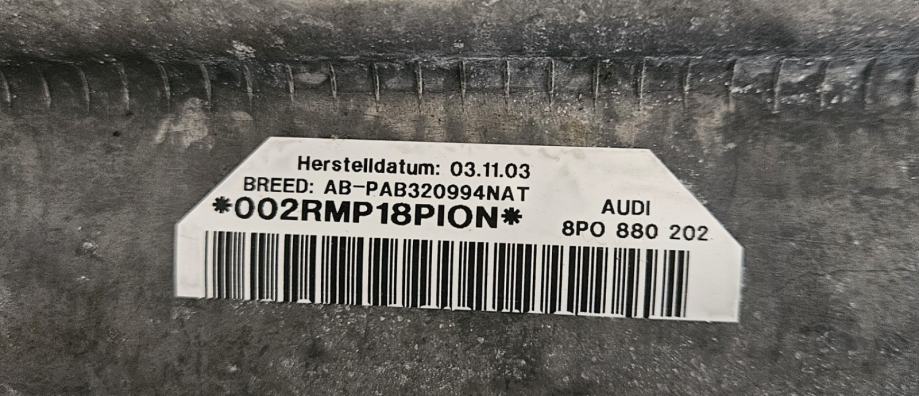 Herstelldatum: 03.11.03
BREED: AB-PAB320994NAT
*002RMP18PION*
AUDI
8PO 880 202